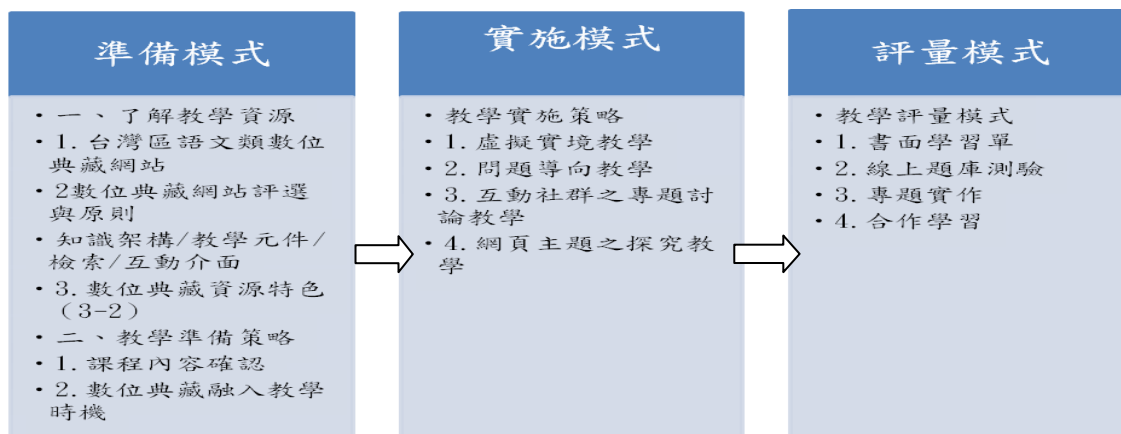 準備模式
• 一、了解教學資源
• 1. 台灣區語文類數位
典藏網站
• 2數位典藏網站評選
與原則
• 知識架構/教學元件/
檢索/互動介面
• 3. 數位典藏資源特色
(3-2)
• 二、教學準備策略
• 1. 課程內容確認
• 2. 數位典藏融入教學
時機
實施模式
• 教學實施策略
• 1. 虛擬實境教學
• 2. 問題導向教學
• 3. 互動社群之專題討
論教學
• 4. 網頁主題之探究教
學
評量模式
• 教學評量模式
• 1. 書面學習單
• 2. 線上題庫測驗
• 3. 專題實作
• 4. 合作學習